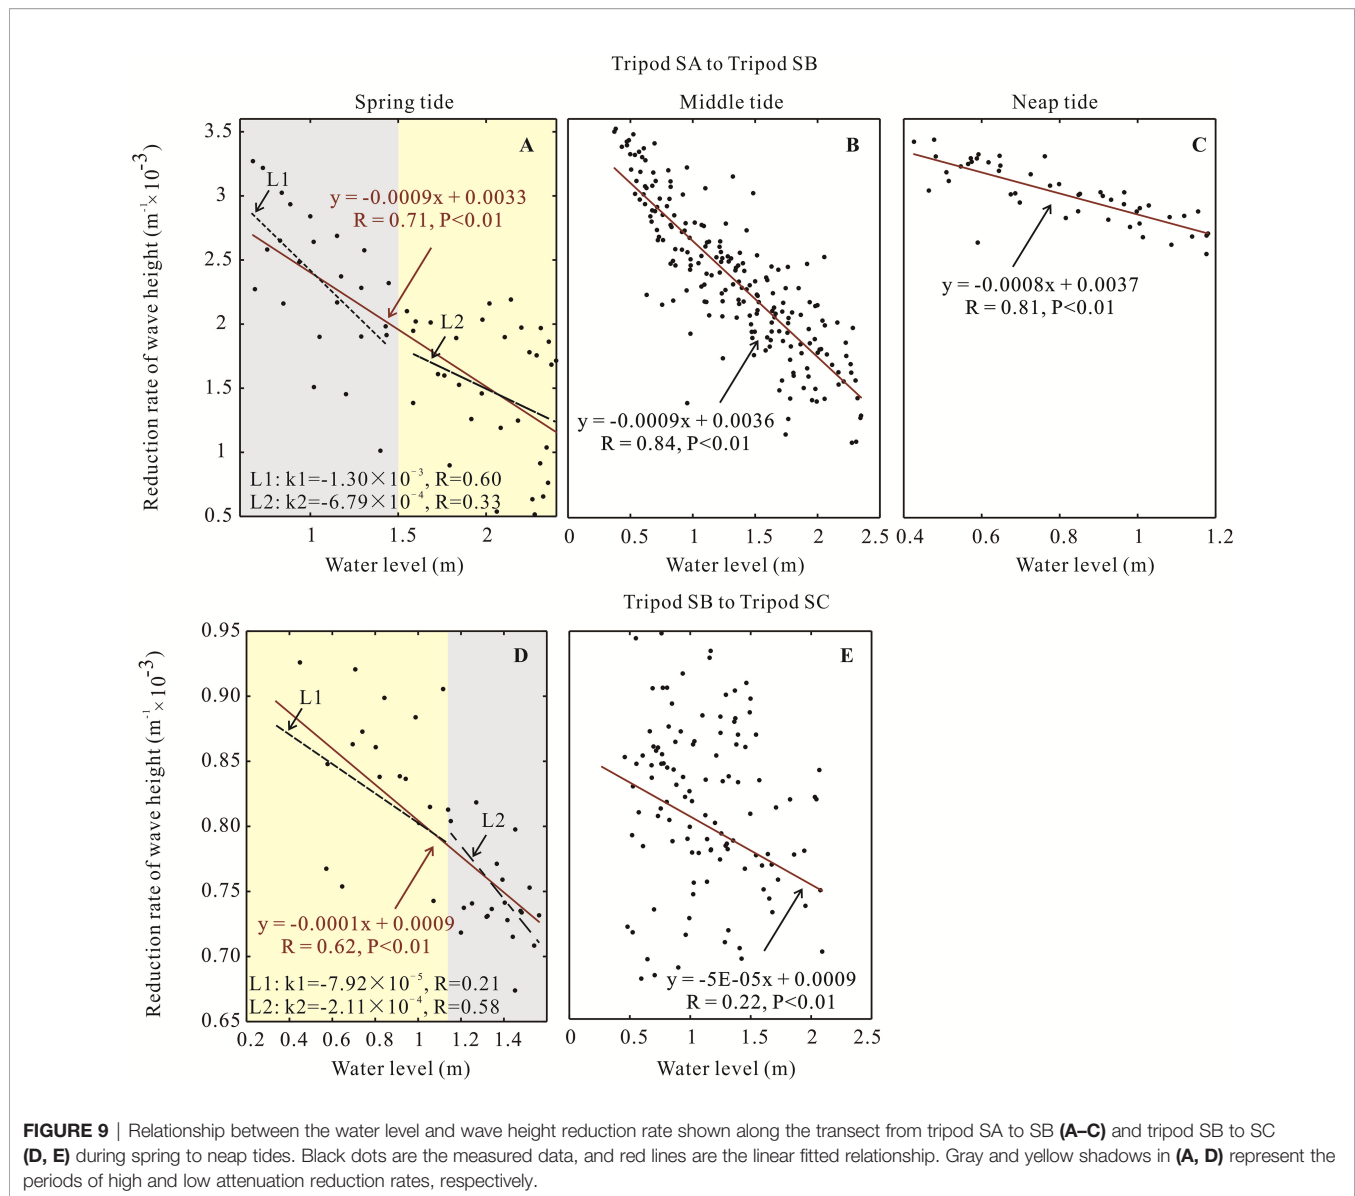 Tripod SA to Tripod SB
Spring tide
Middle tide
Neap tide
Reduction rate of wave height (m⁻¹×10⁻³)
3.5
3
2.5
2
1.5
1
0.5
A
L1
y = -0.0009x + 0.0033
R = 0.71, P<0.01
L2
L1: k1=-1.30×10⁻³, R=0.60
L2: k2=-6.79×10⁻⁴, R=0.33
1 1.5 2
Water level (m)
B
y = -0.0009x + 0.0036
R = 0.84, P<0.01
0 0.5 1 1.5 2 2.5
Water level (m)
C
y = -0.0008x + 0.0037
R = 0.81, P<0.01
0.4 0.6 0.8 1 1.2
Water level (m)
Tripod SB to Tripod SC
Reduction rate of wave height (m⁻¹×10⁻³)
0.95
0.90
0.85
0.80
0.75
0.70
0.65
D
L1
L2
y = -0.0001x + 0.0009
R = 0.62, P<0.01
L1: k1=-7.92×10⁻⁵, R=0.21
L2: k2=-2.11×10⁻⁴, R=0.58
0.2 0.4 0.6 0.8 1 1.2 1.4
Water level (m)
E
y = -5E-05x + 0.0009
R = 0.22, P<0.01
0 0.5 1 1.5 2 2.5
Water level (m)
FIGURE 9 | Relationship between the water level and wave height reduction rate shown along the transect from tripod SA to SB (A–C) and tripod SB to SC
(D, E) during spring to neap tides. Black dots are the measured data, and red lines are the linear fitted relationship. Gray and yellow shadows in (A, D) represent the
periods of high and low attenuation reduction rates, respectively.